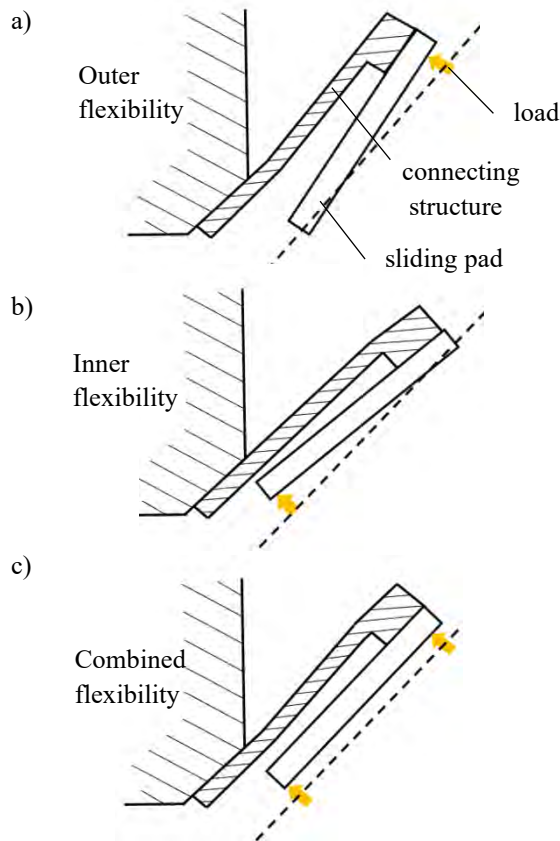 a)
Outer
flexibility
load
connecting
structure
sliding pad
b)
Inner
flexibility
c)
Combined
flexibility